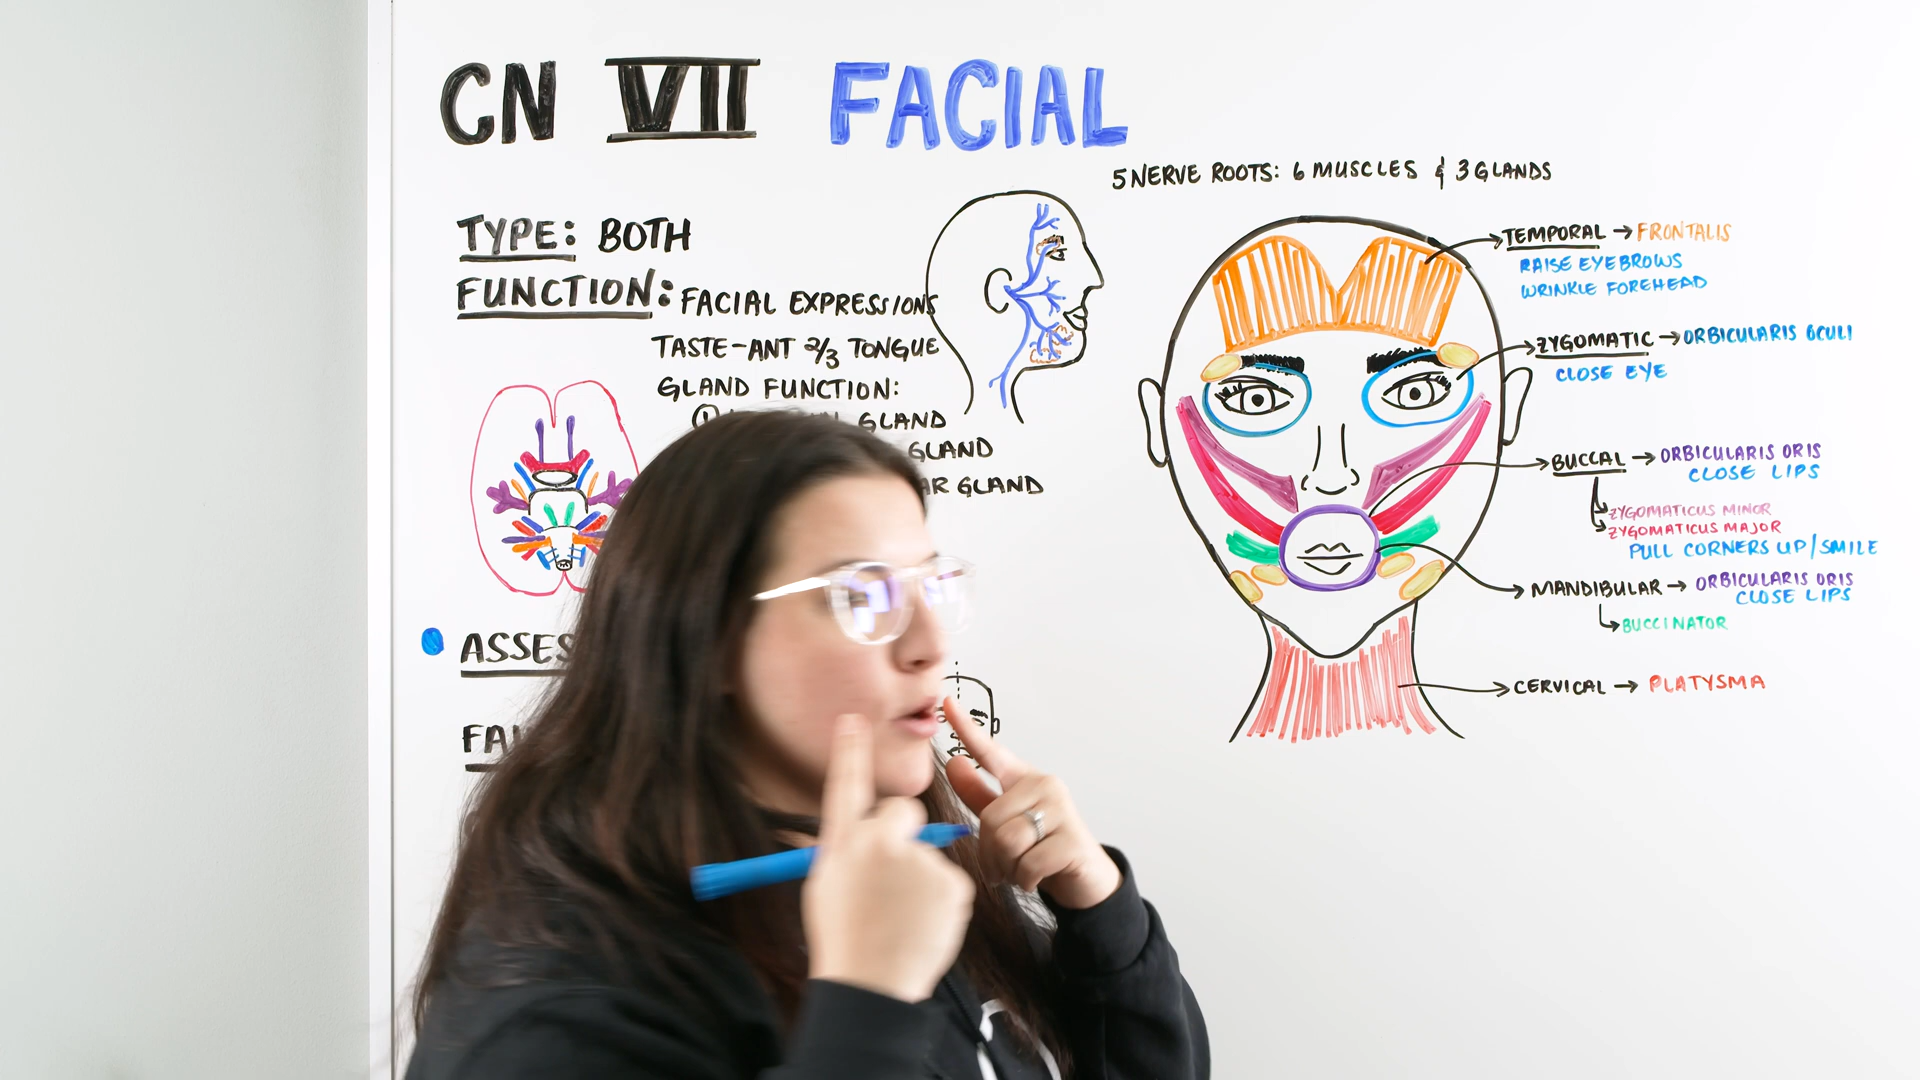 CN VII FACIAL
5 NERVE ROOTS: 6 MUSCLES & 3 GLANDS
TYPE: BOTH
FUNCTION: FACIAL EXPRESSIONS
TASTE-ANT 2/3 TONGUE
GLAND FUNCTION:
① GLAND
GLAND
GLAND
TEMPORAL → FRONTALIS
RAISE EYEBROWS
WRINKLE FOREHEAD
ZYGOMATIC → ORBICULARIS OCULI
CLOSE EYE
BUCCAL → ORBICULARIS ORIS
CLOSE LIPS
ZYGOMATICUS MINOR
ZYGOMATICUS MAJOR
PULL CORNERS UP/SMILE
MANDIBULAR → ORBICULARIS ORIS
CLOSE LIPS
BUCCINATOR
CERVICAL → PLATYSMA